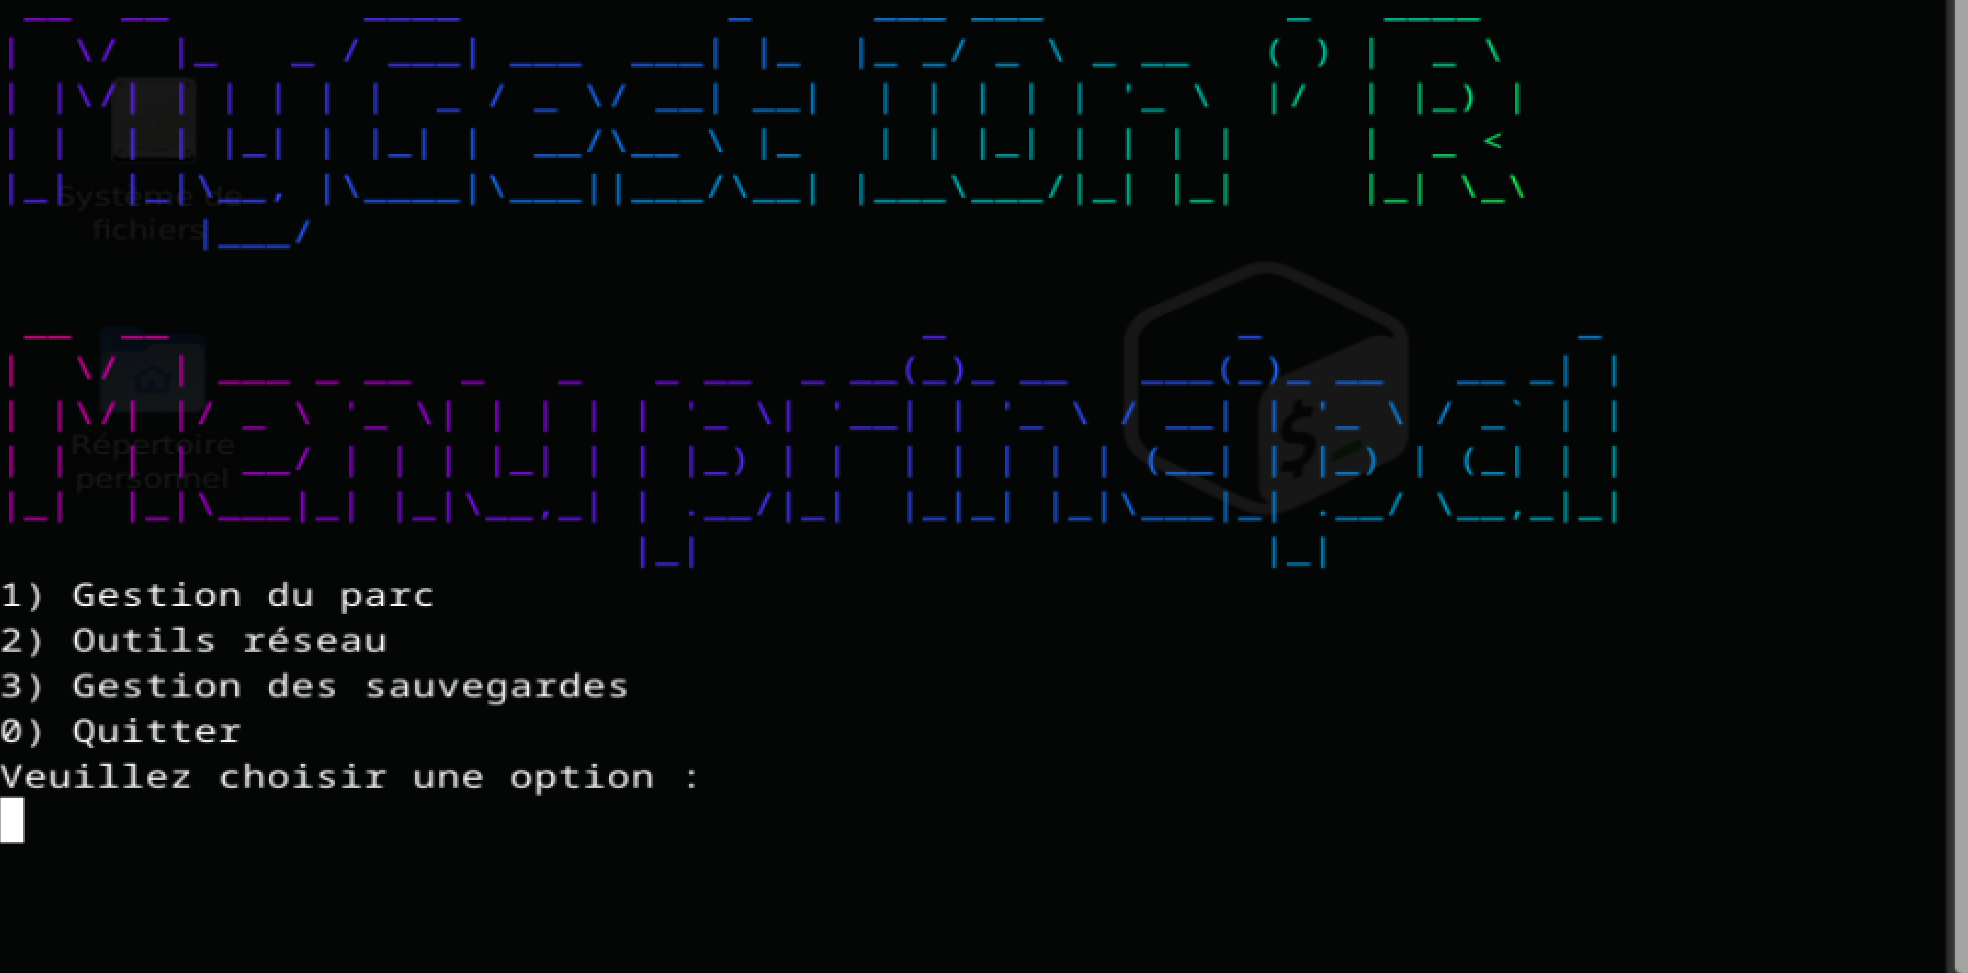 MyGestIOn'R
Système de
fichiers
Menu principal
Répertoire
personnel
$
1) Gestion du parc
2) Outils réseau
3) Gestion des sauvegardes
0) Quitter
Veuillez choisir une option :